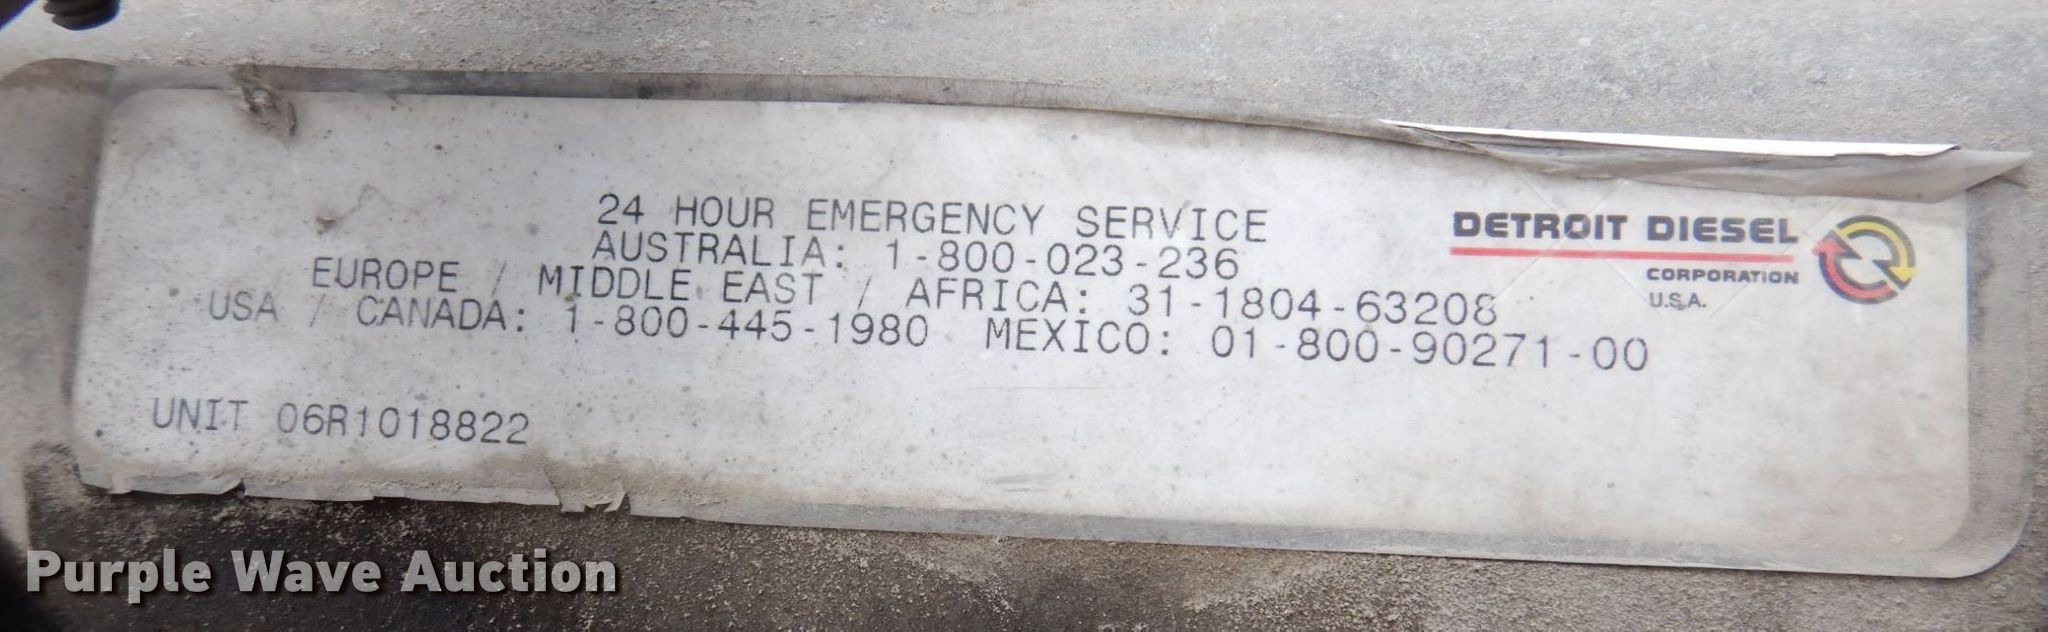 24 HOUR EMERGENCY SERVICE
AUSTRALIA: 1-800-023-236
EUROPE / MIDDLE EAST / AFRICA: 31-1804-63208
USA / CANADA: 1-800-445-1980 MEXICO: 01-800-90271-00
UNIT 06R1018822
DETROIT DIESEL
CORPORATION
U.S.A.
Purple Wave Auction